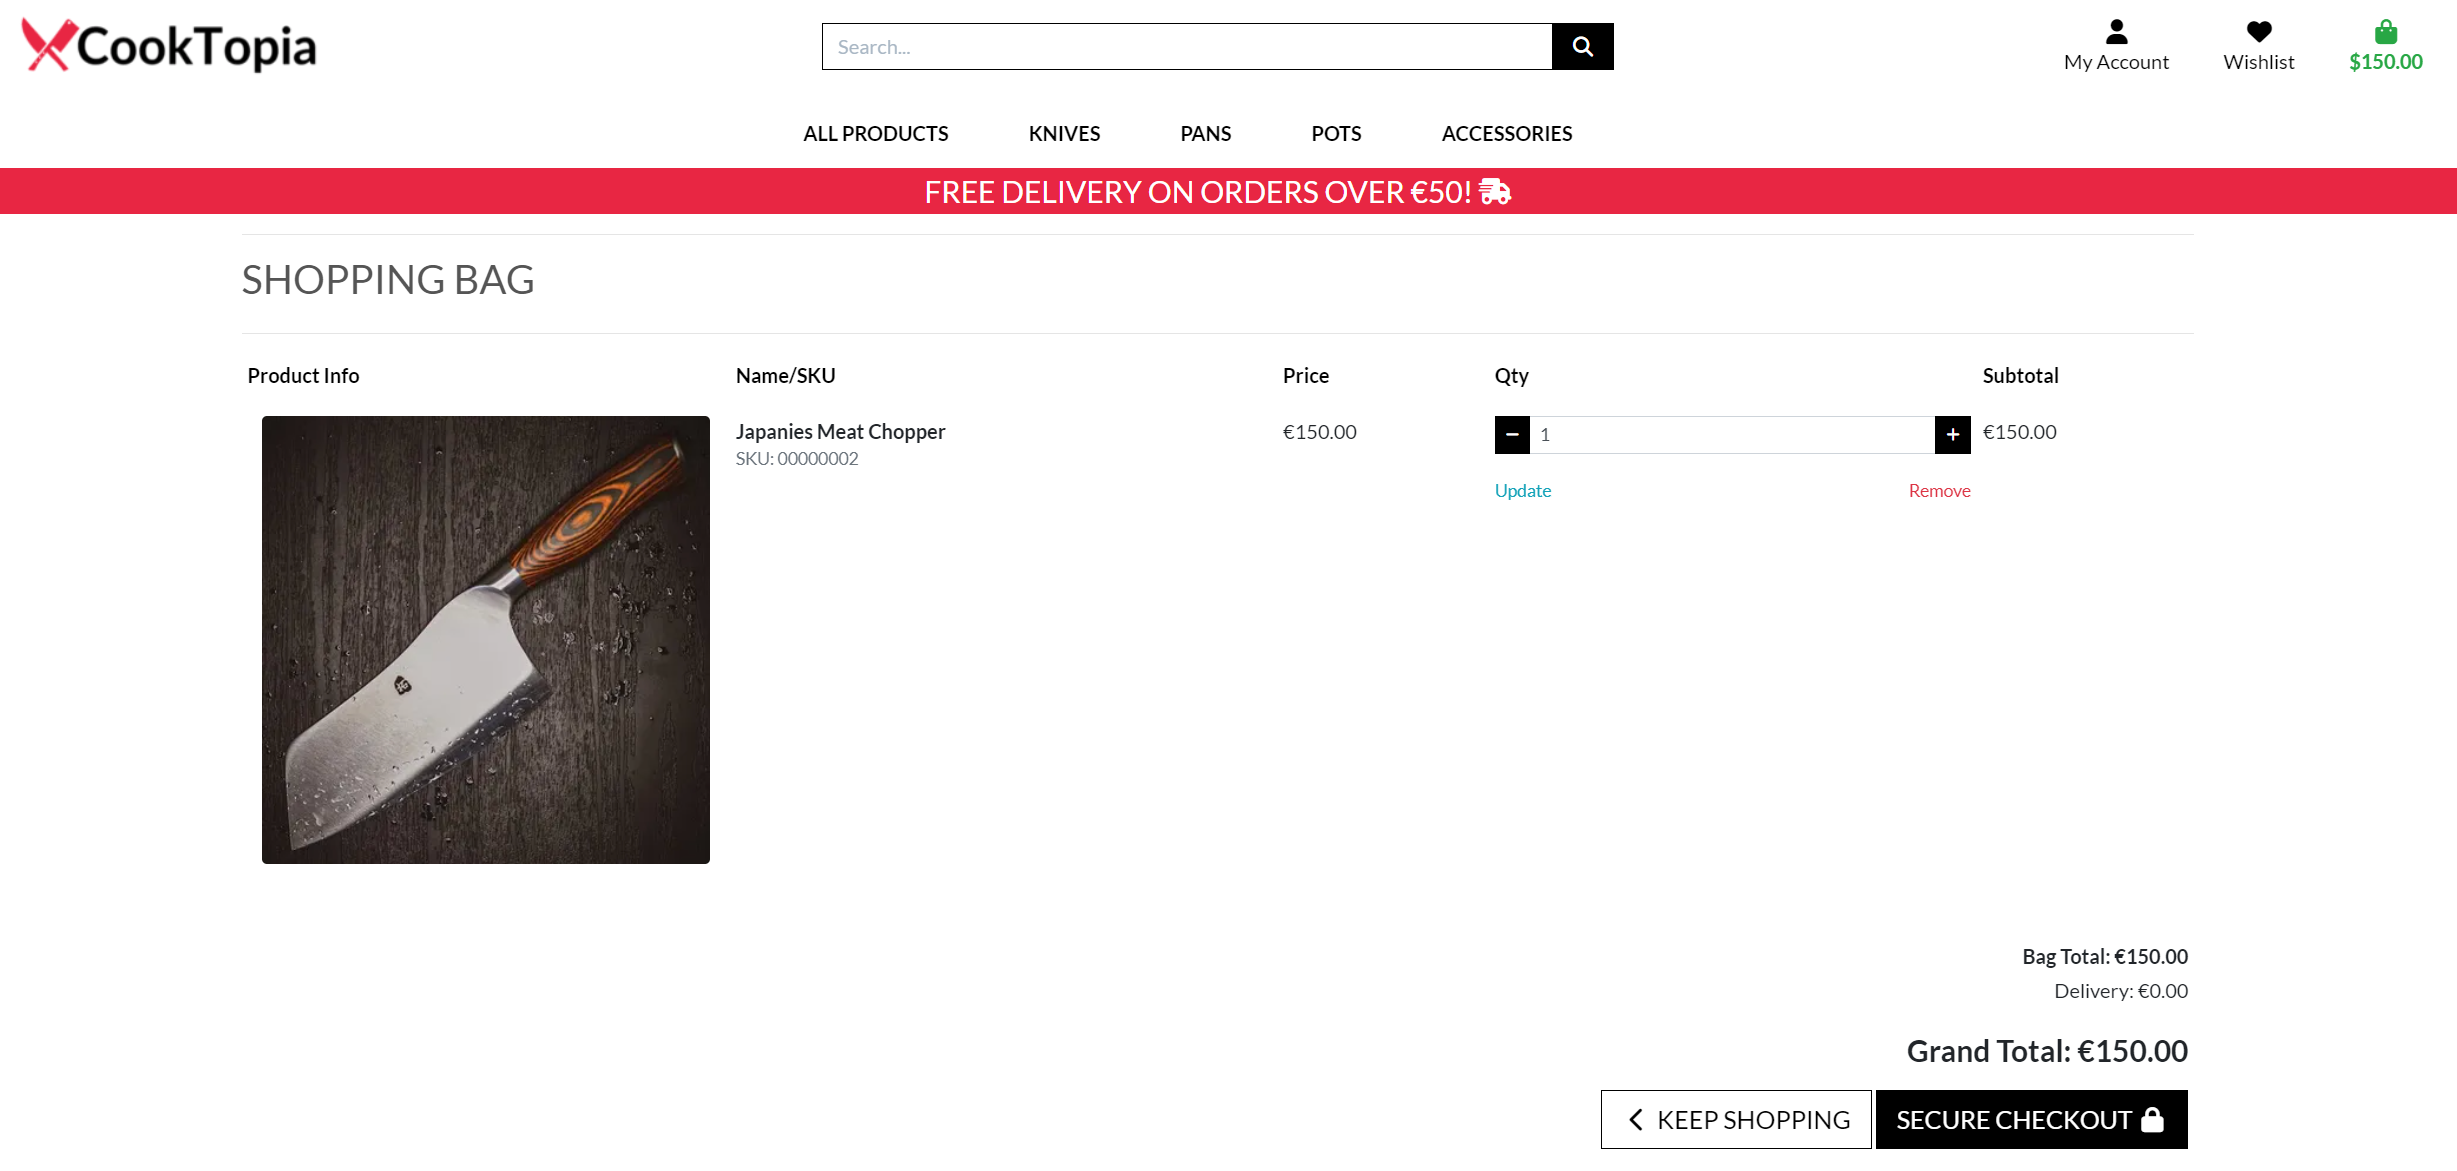 CookTopia
Search...
My Account
Wishlist
$150.00
ALL PRODUCTS
KNIVES
PANS
POTS
ACCESSORIES
FREE DELIVERY ON ORDERS OVER €50!
SHOPPING BAG
Product Info
Name/SKU
Price
Qty
Subtotal
Japanies Meat Chopper
SKU: 00000002
€150.00
1
€150.00
Update
Remove
Bag Total: €150.00
Delivery: €0.00
Grand Total: €150.00
KEEP SHOPPING
SECURE CHECKOUT